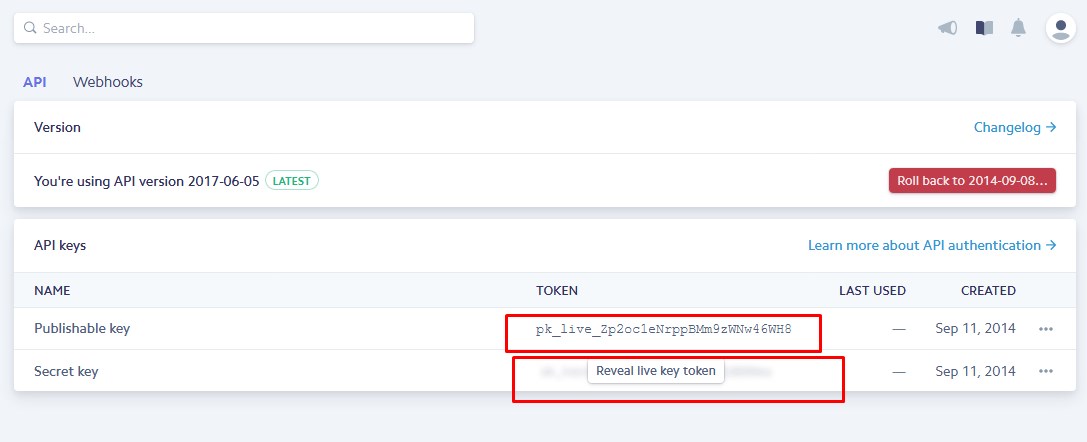 Search...
API Webhooks
Version Changelog →
You're using API version 2017-06-05 LATEST Roll back to 2014-09-08...
API keys Learn more about API authentication →
NAME TOKEN LAST USED CREATED
Publishable key pk_live_Zp2oc1eNrppBMm9zWNw46WH8 — Sep 11, 2014 •••
Secret key Reveal live key token — Sep 11, 2014 •••